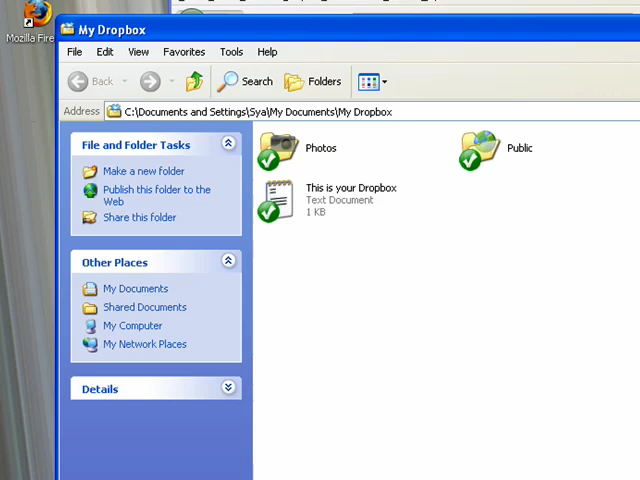 Mozilla Fire
My Dropbox
File Edit View Favorites Tools Help
Back Search Folders
Address C:\Documents and Settings\Sya\My Documents\My Dropbox
File and Folder Tasks
Make a new folder
Publish this folder to the
Web
Share this folder
Other Places
My Documents
Shared Documents
My Computer
My Network Places
Details
Photos
Public
This is your Dropbox
Text Document
1 KB